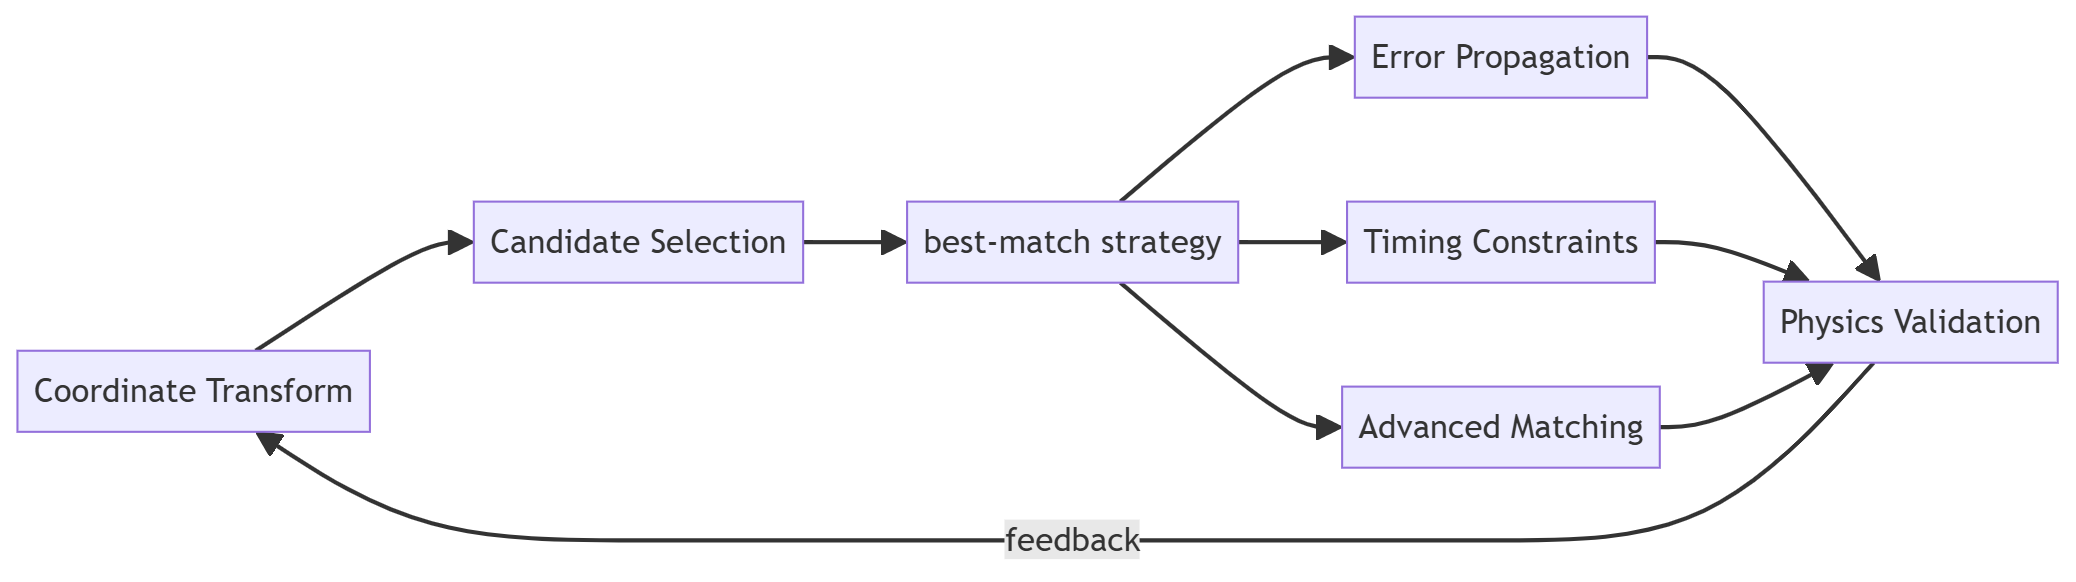 Error Propagation
Candidate Selection
best-match strategy
Timing Constraints
Physics Validation
Coordinate Transform
Advanced Matching
feedback